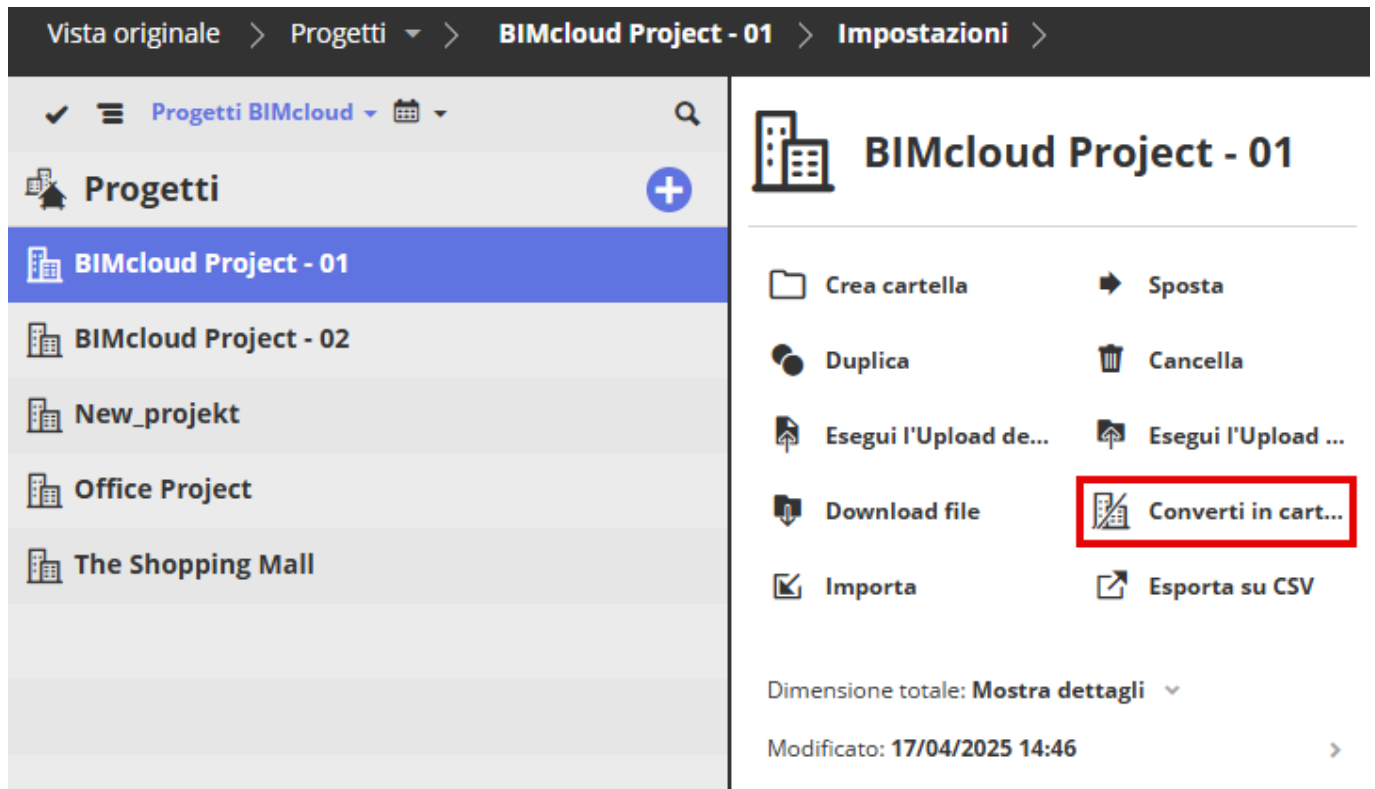 Vista originale > Progetti > BIMcloud Project - 01 > Impostazioni >
Progetti BIMcloud
Progetti
BIMcloud Project - 01
BIMcloud Project - 02
New_projekt
Office Project
The Shopping Mall
BIMcloud Project - 01
Crea cartella
Sposta
Duplica
Cancella
Esegui l'Upload de...
Esegui l'Upload ...
Download file
Converti in cart...
Importa
Esporta su CSV
Dimensione totale: Mostra dettagli
Modificato: 17/04/2025 14:46